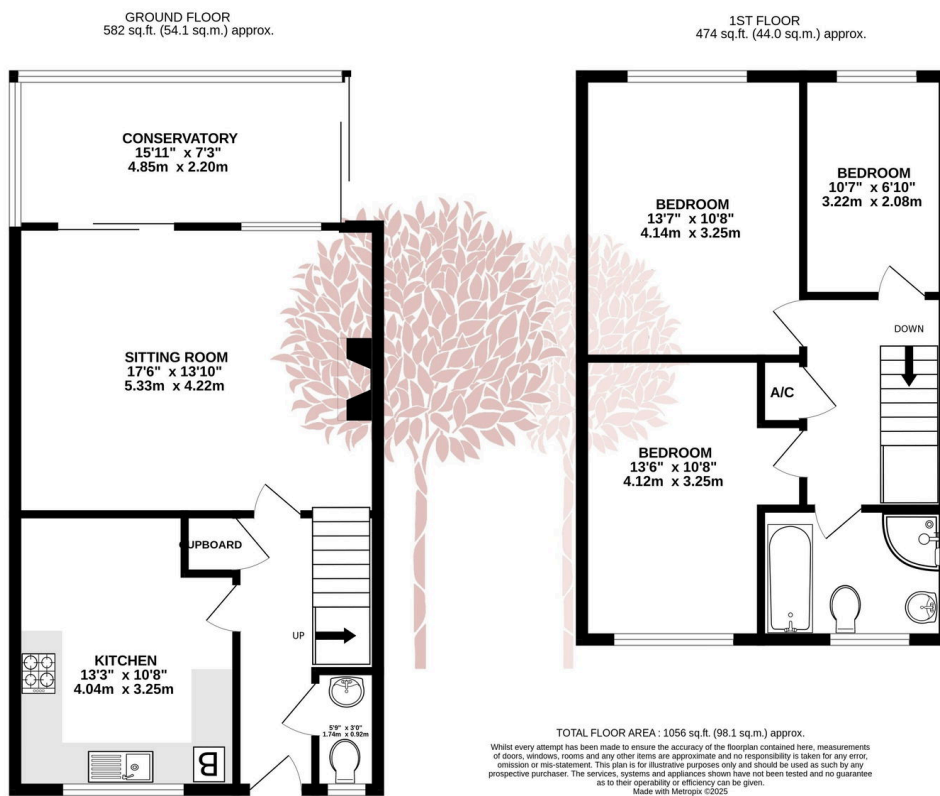 GROUND FLOOR
582 sq.ft. (54.1 sq.m.) approx.
CONSERVATORY
15'11" x 7'3"
4.85m x 2.20m
SITTING ROOM
17'6" x 13'10"
5.33m x 4.22m
CUPBOARD
UP
KITCHEN
13'3" x 10'8"
4.04m x 3.25m
5'9" x 3'0"
1.74m x 0.92m
B
1ST FLOOR
474 sq.ft. (44.0 sq.m.) approx.
BEDROOM
13'7" x 10'8"
4.14m x 3.25m
BEDROOM
10'7" x 6'10"
3.22m x 2.08m
DOWN
A/C
BEDROOM
13'6" x 10'8"
4.12m x 3.25m
TOTAL FLOOR AREA : 1056 sq.ft. (98.1 sq.m.) approx.
Whilst every attempt has been made to ensure the accuracy of the floorplan contained here, measurements
of doors, windows, rooms and any other items are approximate and no responsibility is taken for any error,
omission or mis-statement. This plan is for illustrative purposes only and should be used as such by any
prospective purchaser. The services, systems and appliances shown have not been tested and no guarantee
as to their operability or efficiency can be given.
Made with Metropix ©2025